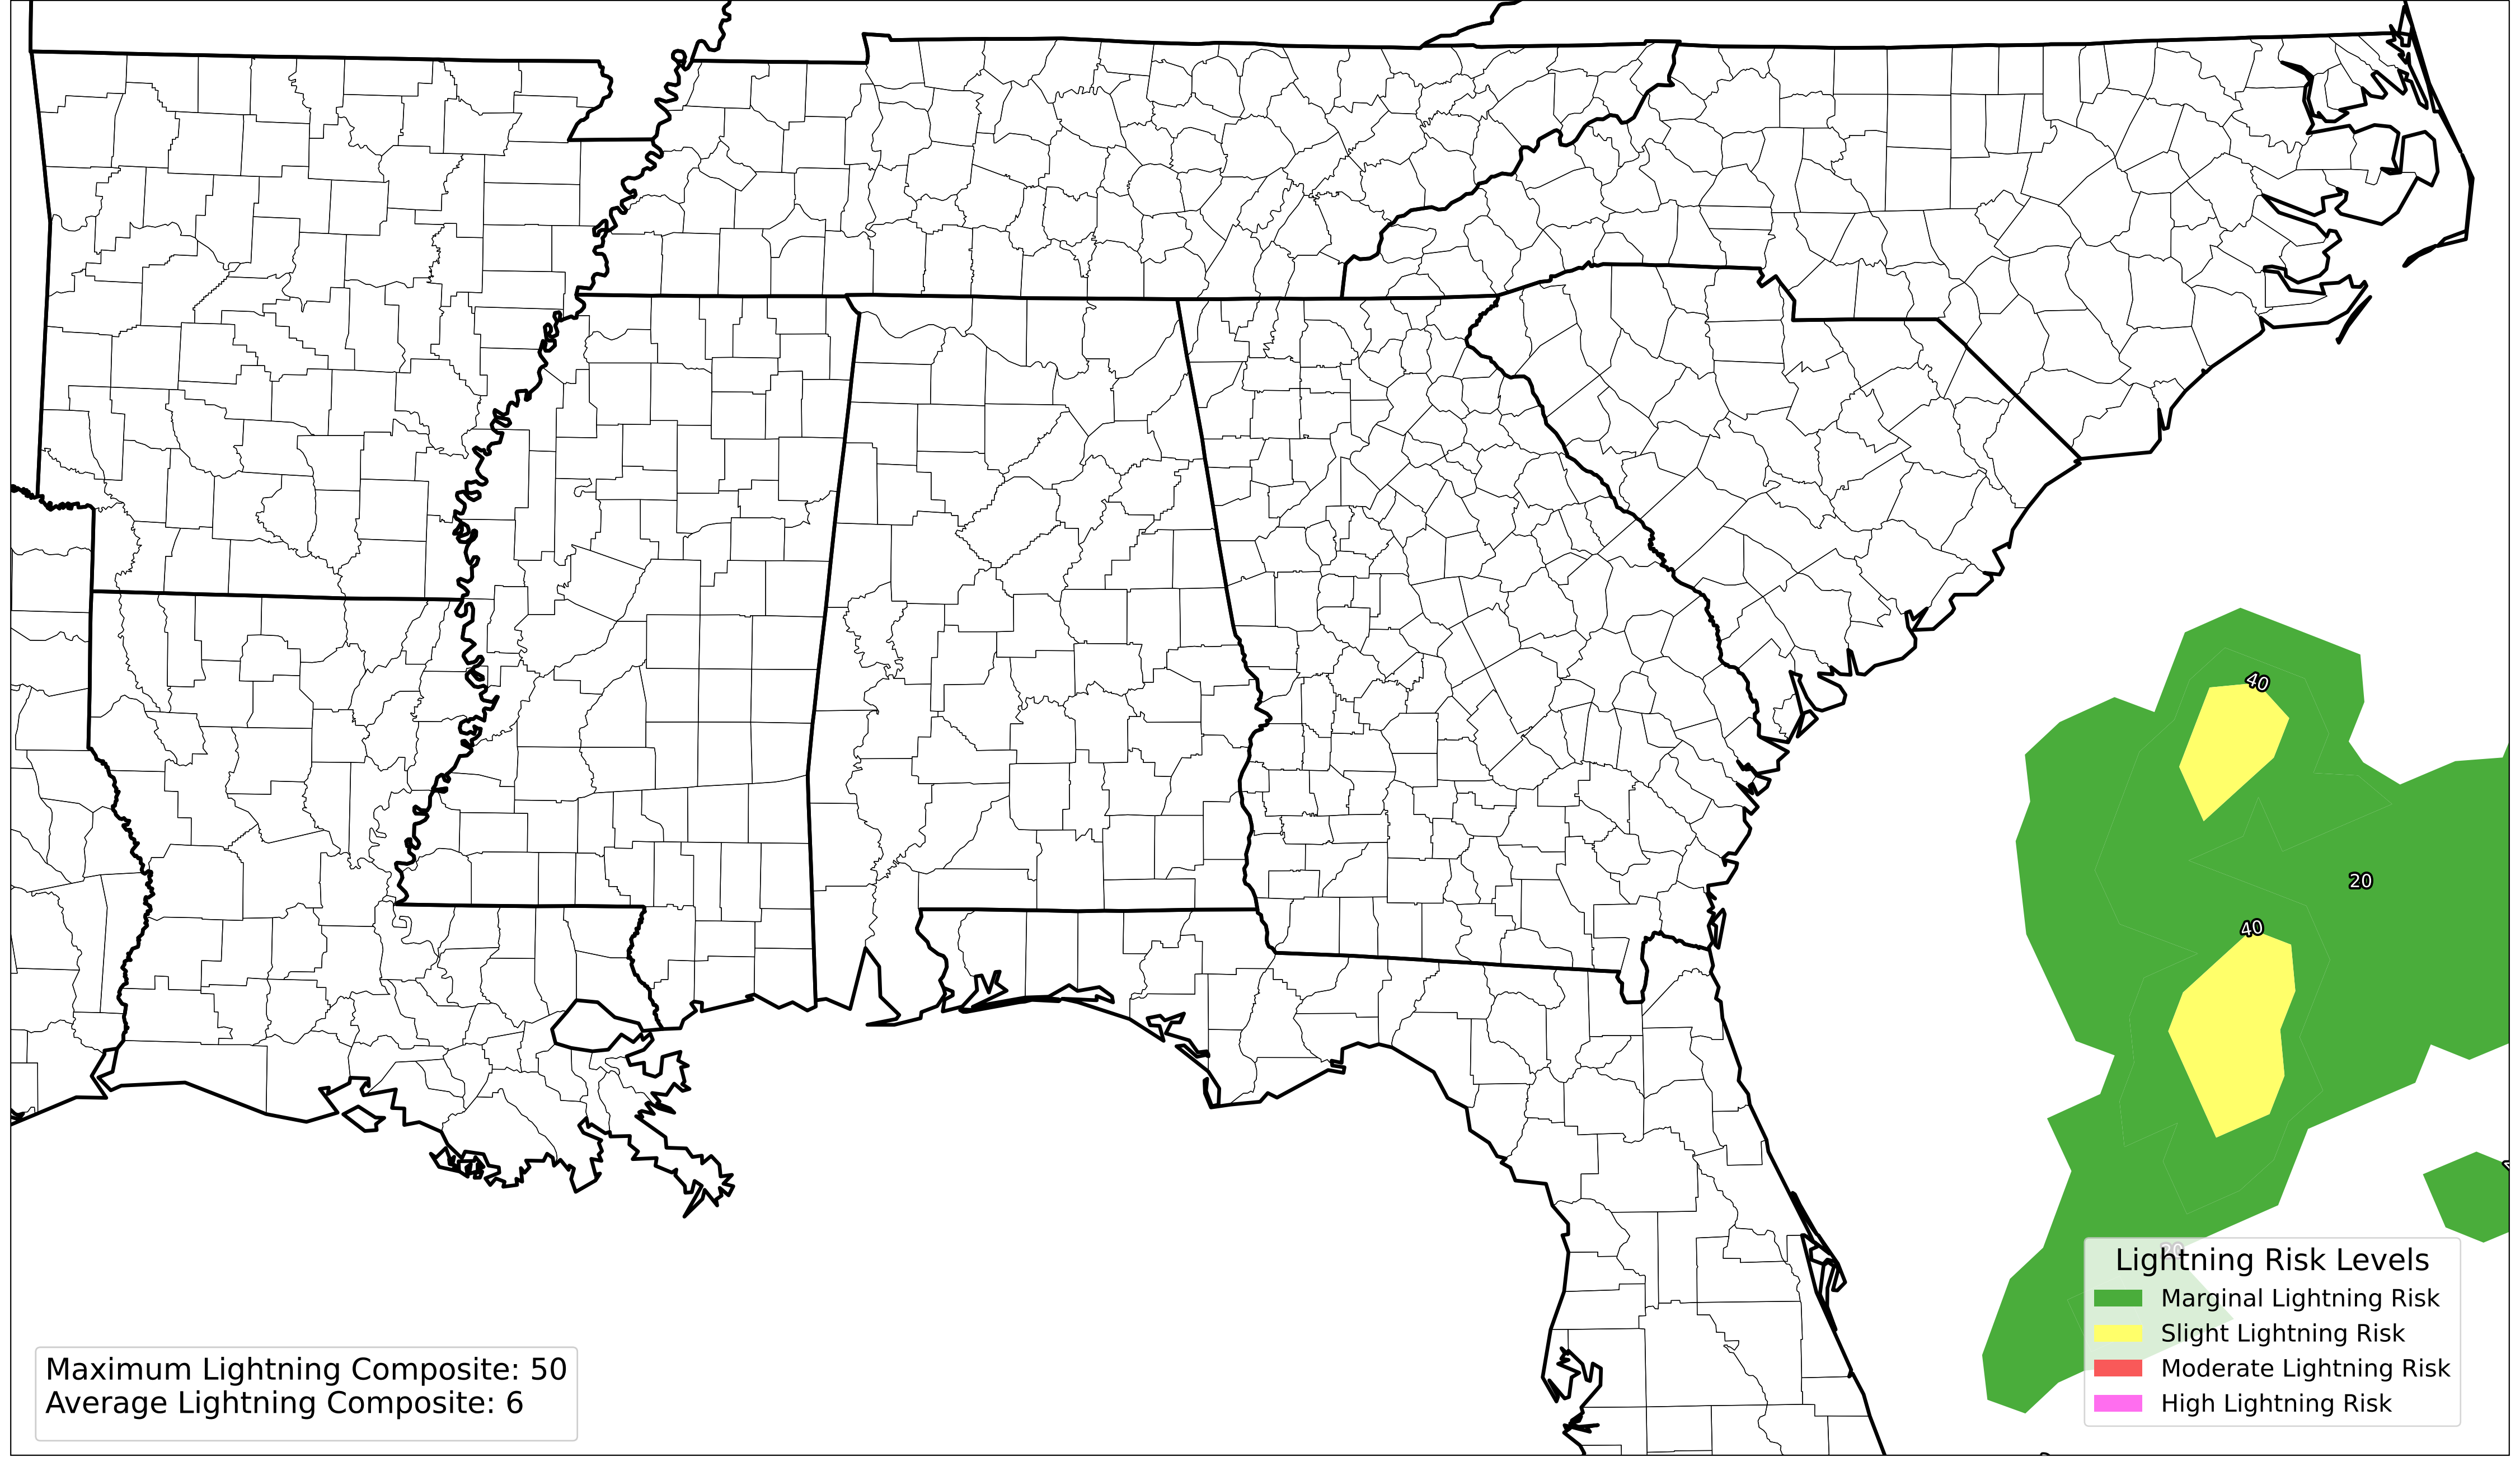 40
20
40
20
Lightning Risk Levels
Marginal Lightning Risk
Slight Lightning Risk
Moderate Lightning Risk
High Lightning Risk
Maximum Lightning Composite: 50
Average Lightning Composite: 6